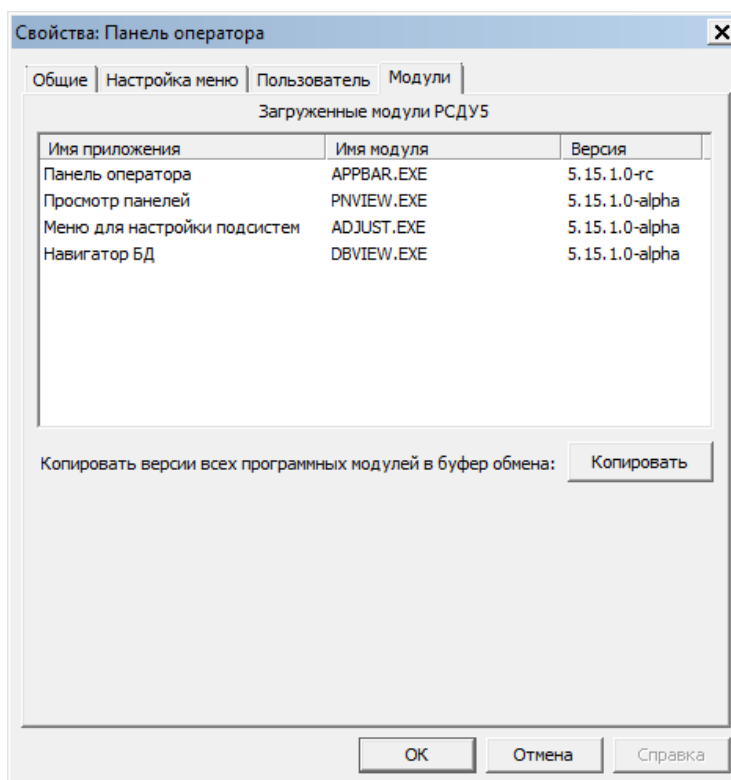 Свойства: Панель оператора
Общие Настройка меню Пользователь Модули
Загруженные модули РСДУ5
Имя приложения Имя модуля Версия
Панель оператора APPBAR.EXE 5.15.1.0-rc
Просмотр панелей PNVIEW.EXE 5.15.1.0-alpha
Меню для настройки подсистем ADJUST.EXE 5.15.1.0-alpha
Навигатор БД DBVIEW.EXE 5.15.1.0-alpha
Копировать версии всех программных модулей в буфер обмена: Копировать
ОК Отмена Справка